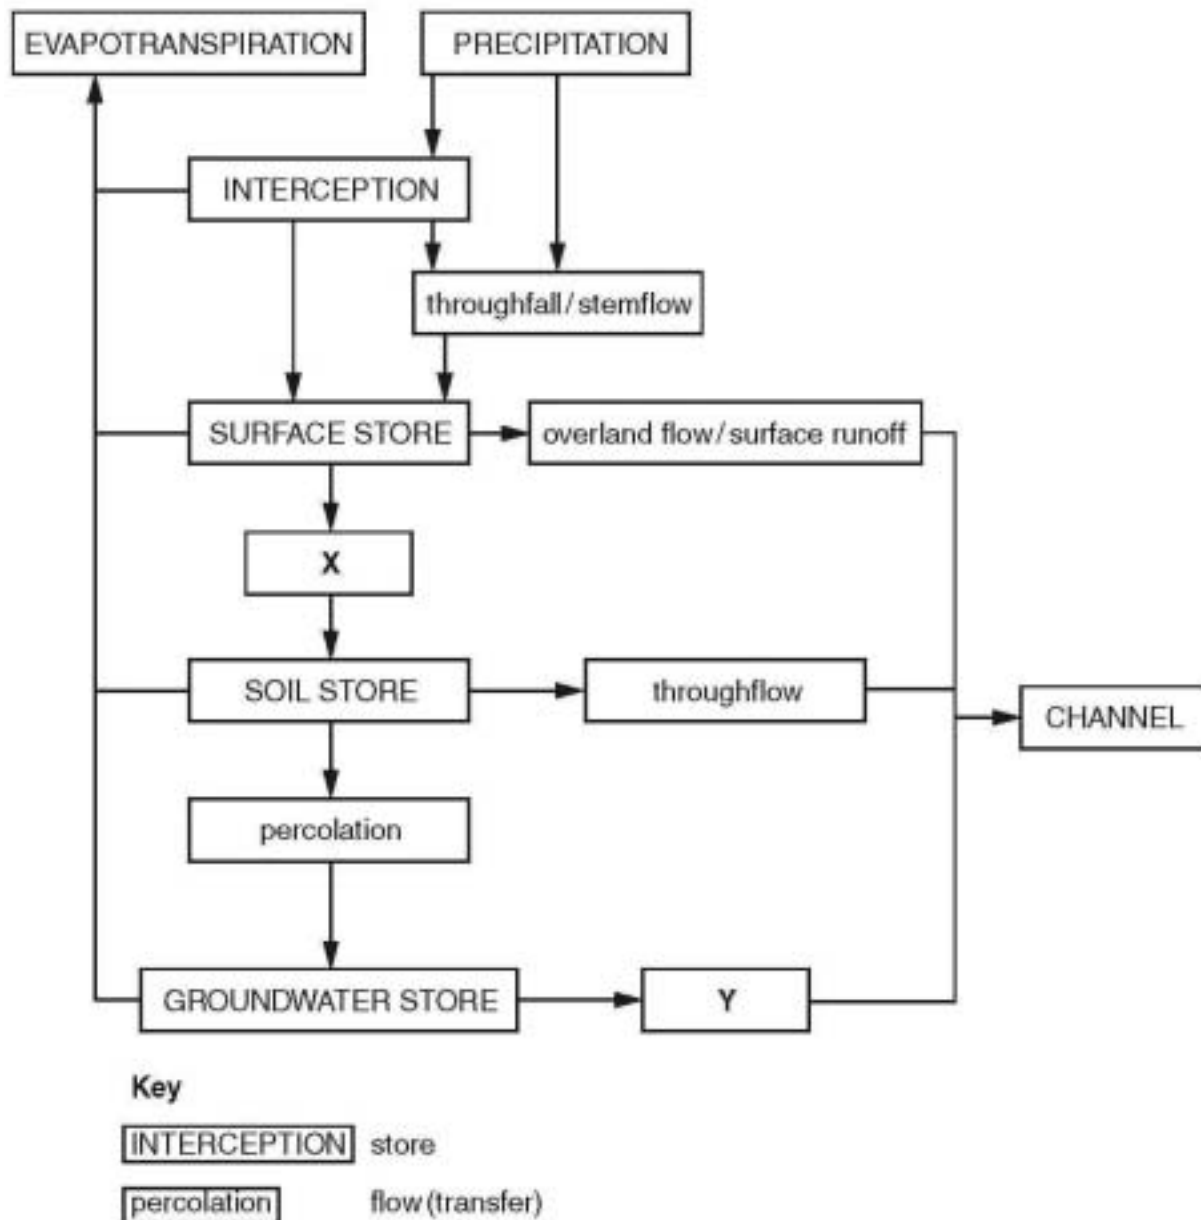 EVAPOTRANSPIRATION
PRECIPITATION
INTERCEPTION
throughfall/stemflow
SURFACE STORE
overland flow/surface runoff
X
SOIL STORE
throughflow
CHANNEL
percolation
GROUNDWATER STORE
Y
Key
INTERCEPTION store
percolation flow (transfer)